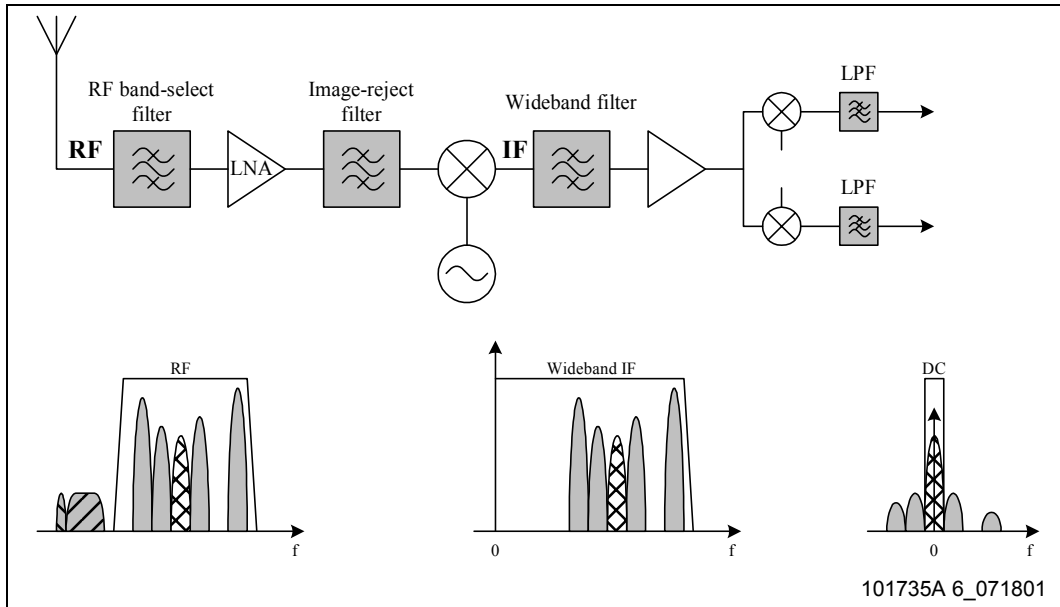 RF band-select
filter
Image-reject
filter
Wideband filter
LPF
RF
LNA
IF
LPF
RF
Wideband IF
DC
f
0
f
0
f
101735A 6_071801